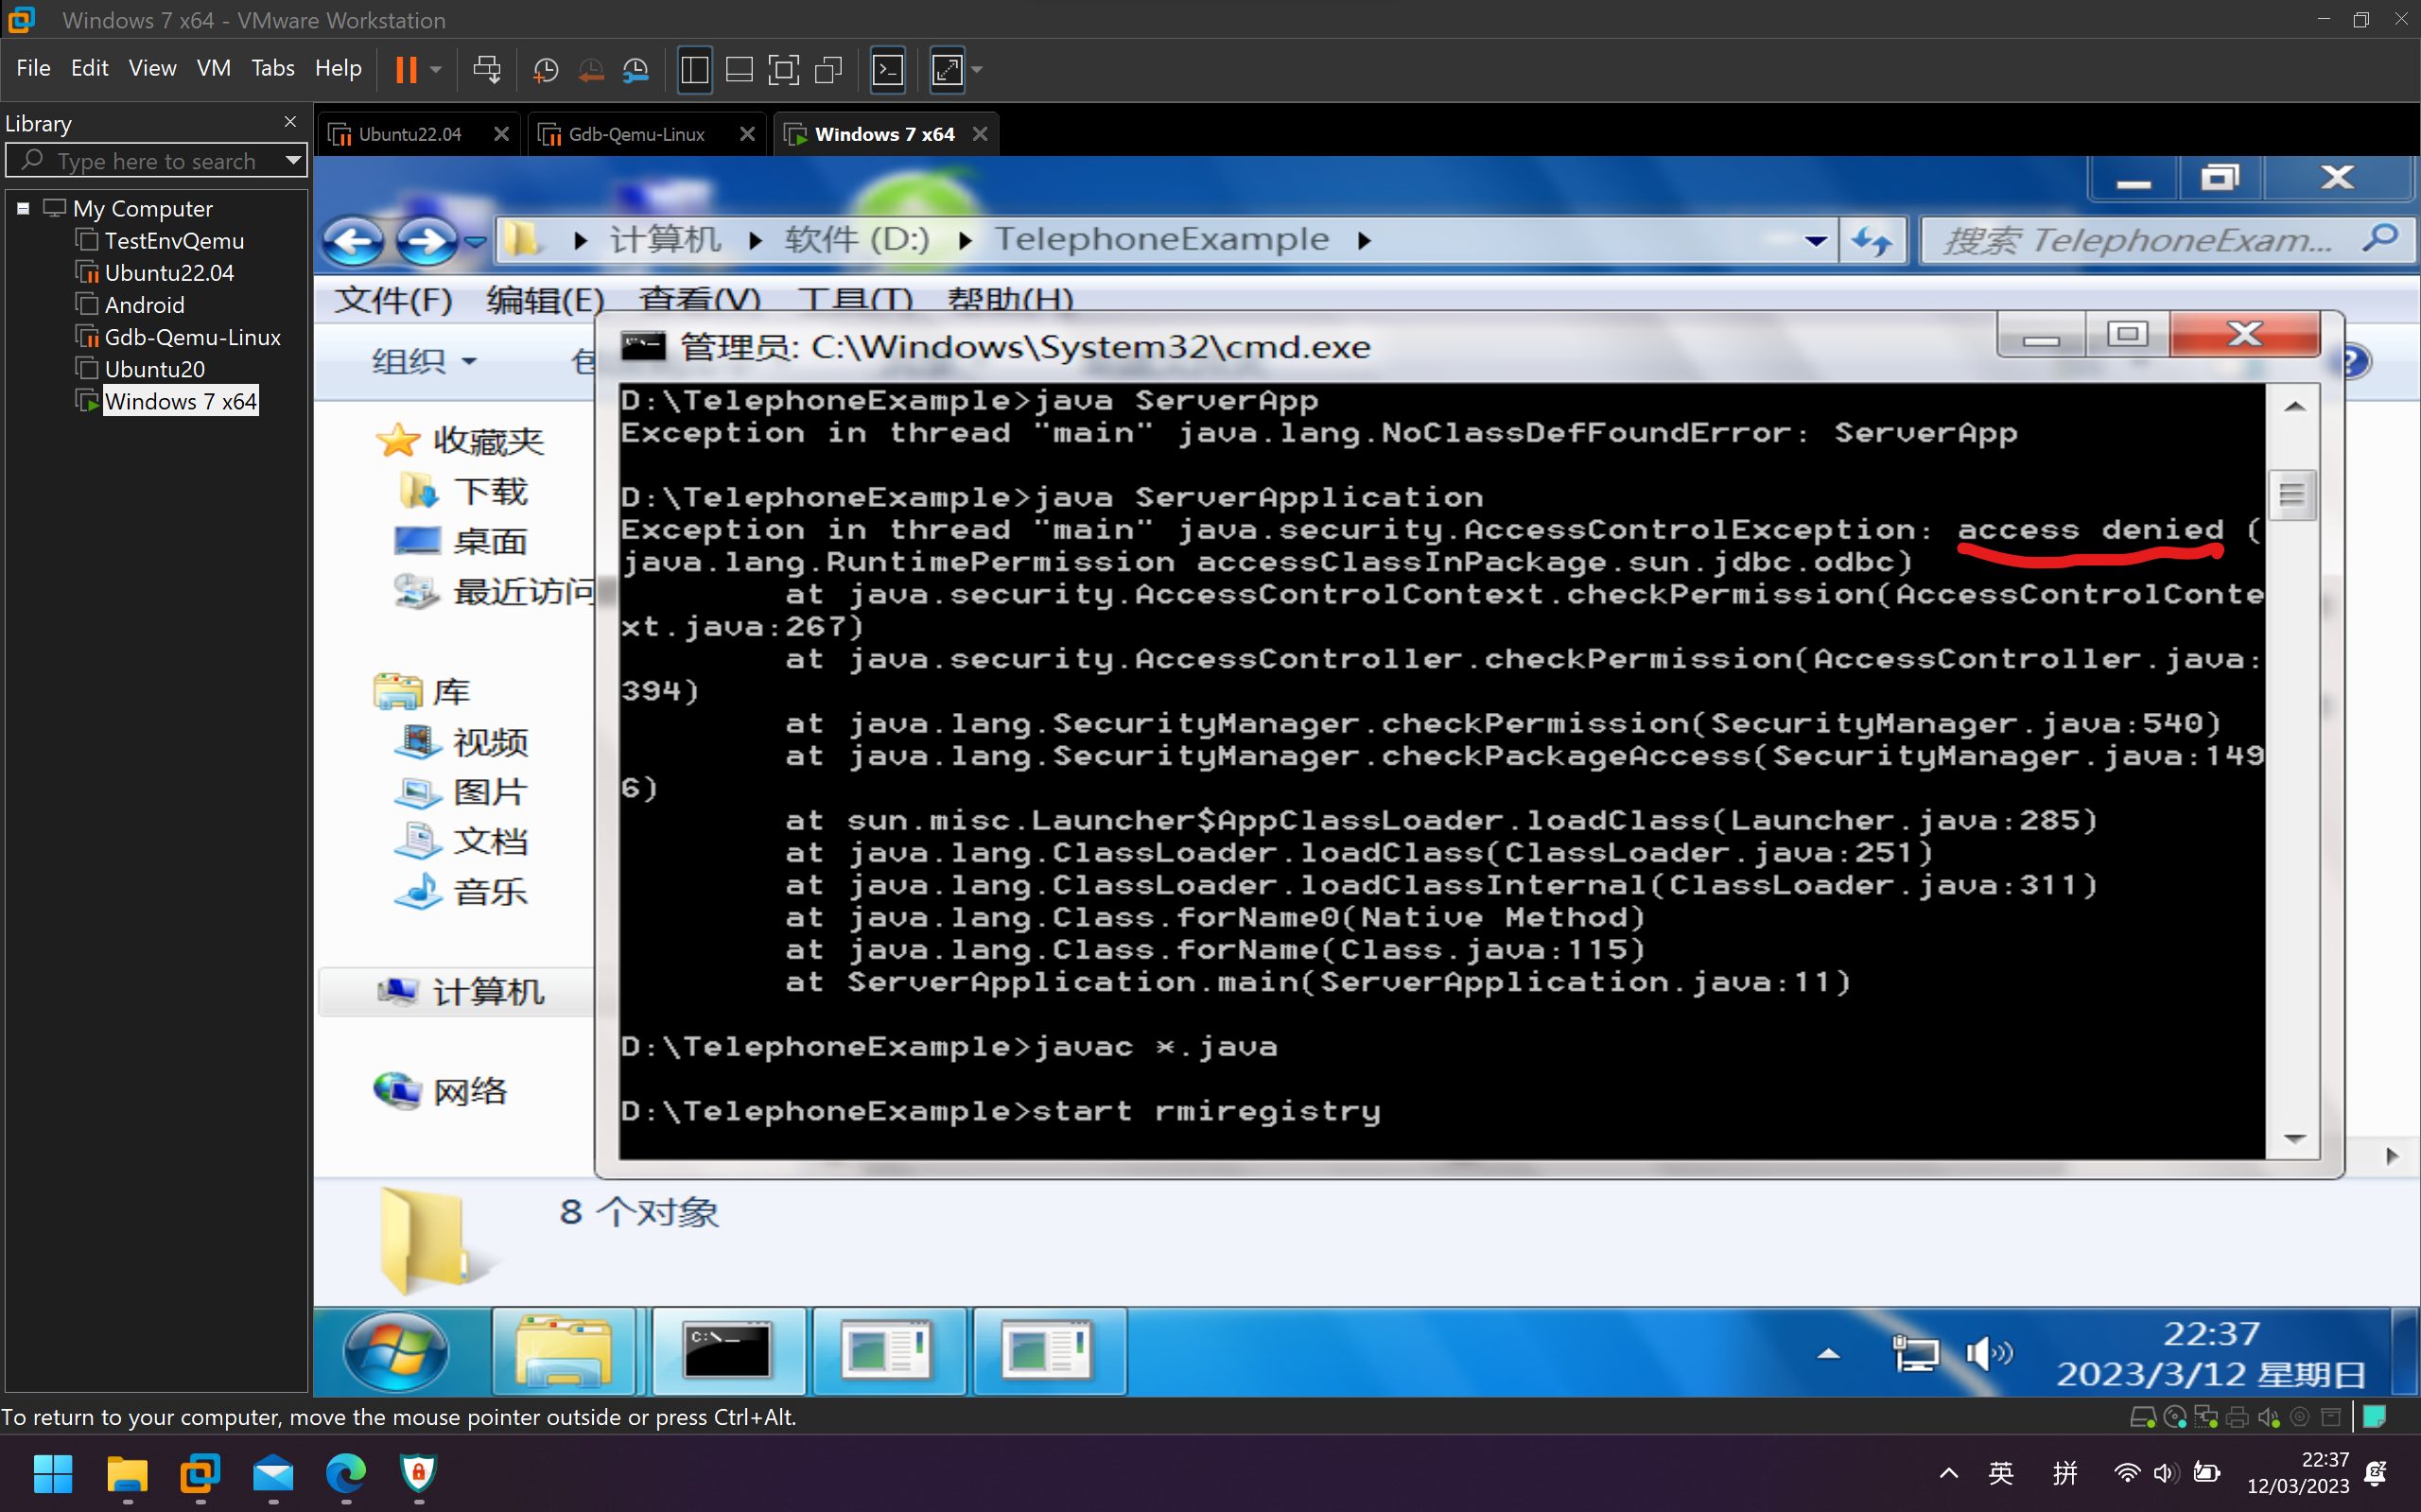 Windows 7 x64 - VMware Workstation
File Edit View VM Tabs Help
Library
Type here to search
My Computer
TestEnvQemu
Ubuntu22.04
Android
Gdb-Qemu-Linux
Ubuntu20
Windows 7 x64
Ubuntu22.04 Gdb-Qemu-Linux Windows 7 x64
计算机 软件 (D:) TelephoneExample
搜索 TelephoneExam...
文件(F) 编辑(E) 查看(V) 工具(T) 帮助(H)
组织
收藏夹
下载
桌面
最近访问
库
视频
图片
文档
音乐
计算机
网络
管理员: C:\Windows\System32\cmd.exe
D:\TelephoneExample>java ServerApp
Exception in thread "main" java.lang.NoClassDefFoundError: ServerApp
D:\TelephoneExample>java ServerApplication
Exception in thread "main" java.security.AccessControlException: access denied (
java.lang.RuntimePermission accessClassInPackage.sun.jdbc.odbc)
at java.security.AccessControlContext.checkPermission(AccessControlConte
xt.java:267)
at java.security.AccessController.checkPermission(AccessController.java:
394)
at java.lang.SecurityManager.checkPermission(SecurityManager.java:540)
at java.lang.SecurityManager.checkPackageAccess(SecurityManager.java:149
6)
at sun.misc.Launcher$AppClassLoader.loadClass(Launcher.java:285)
at java.lang.ClassLoader.loadClass(ClassLoader.java:251)
at java.lang.ClassLoader.loadClassInternal(ClassLoader.java:311)
at java.lang.Class.forName0(Native Method)
at java.lang.Class.forName(Class.java:115)
at ServerApplication.main(ServerApplication.java:11)
D:\TelephoneExample>javac *.java
D:\TelephoneExample>start rmiregistry
8 个对象
C:\_
22:37
2023/3/12 星期日
To return to your computer, move the mouse pointer outside or press Ctrl+Alt.
英 拼
22:37
12/03/2023